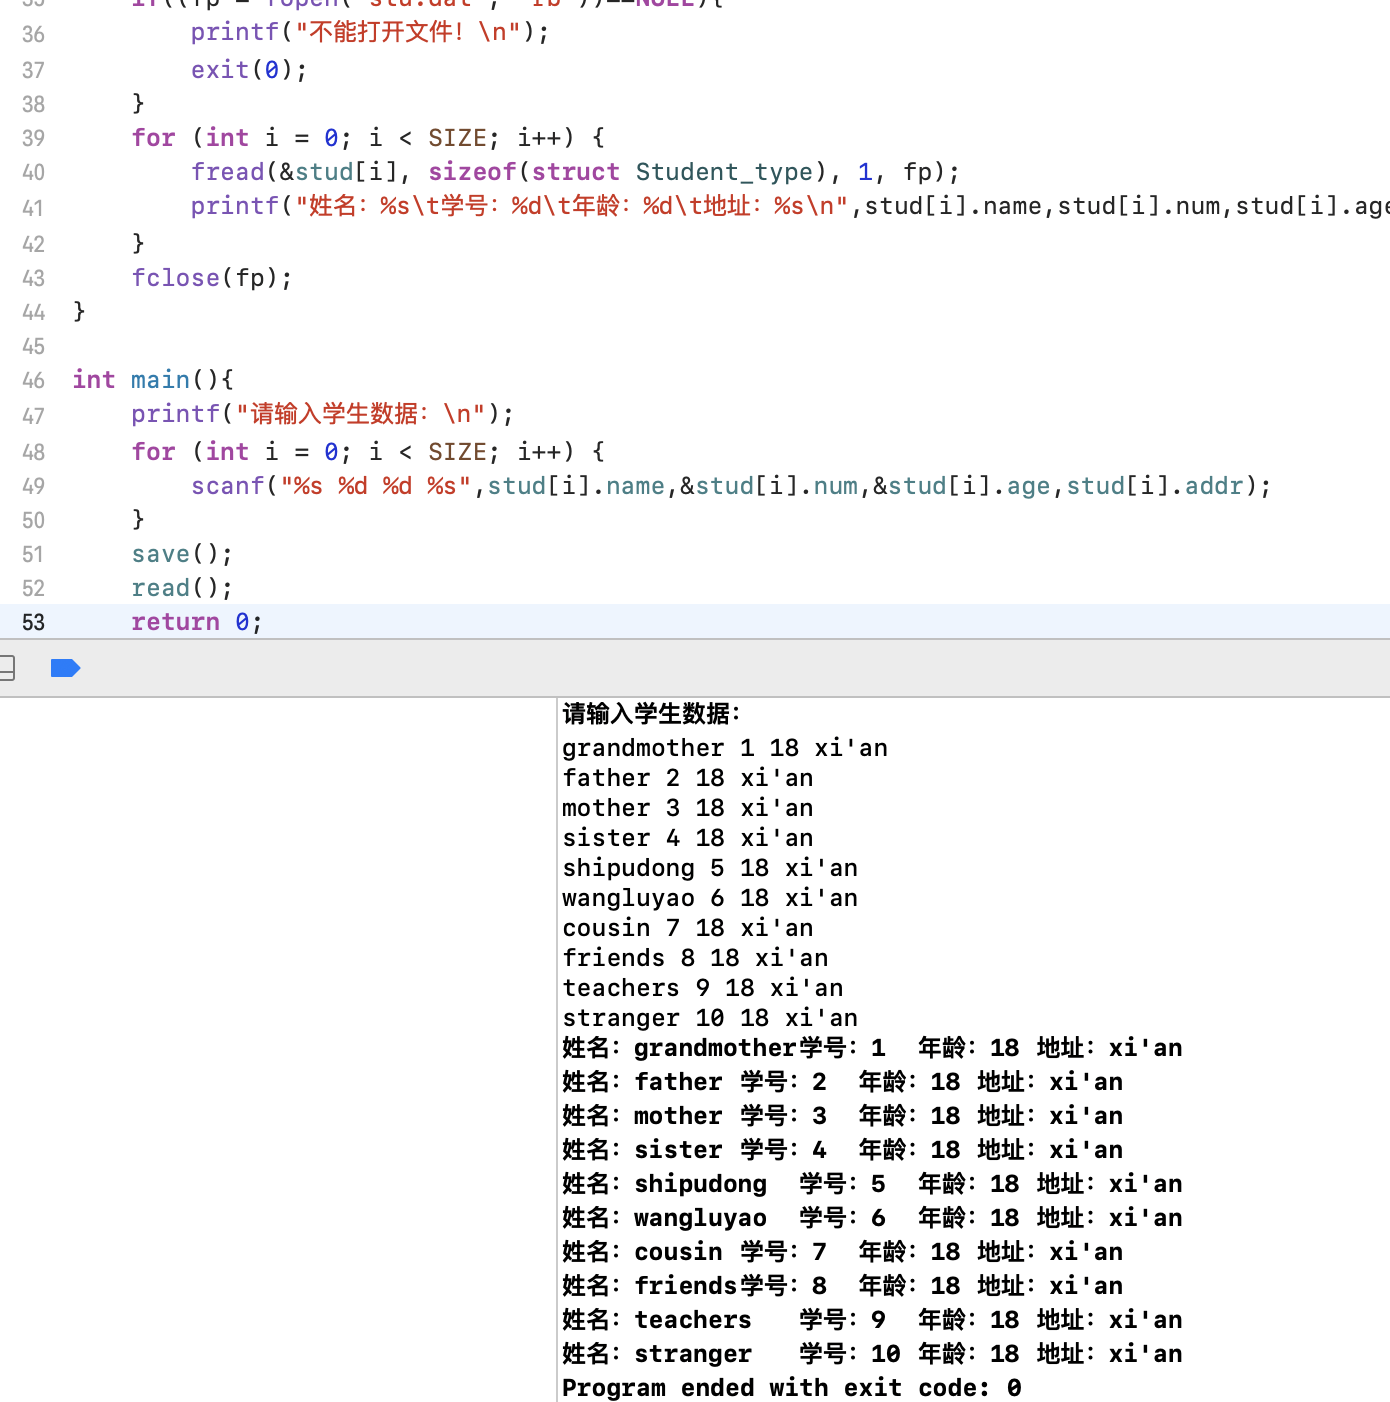 35 if((fp = fopen("stu.dat", "rb"))==NULL){
36 printf("不能打开文件！\n");
37 exit(0);
38 }
39 for (int i = 0; i < SIZE; i++) {
40 fread(&stud[i], sizeof(struct Student_type), 1, fp);
41 printf("姓名：%s\t学号：%d\t年龄：%d\t地址：%s\n",stud[i].name,stud[i].num,stud[i].age
42 }
43 fclose(fp);
44 }
45
46 int main(){
47 printf("请输入学生数据：\n");
48 for (int i = 0; i < SIZE; i++) {
49 scanf("%s %d %d %s",stud[i].name,&stud[i].num,&stud[i].age,stud[i].addr);
50 }
51 save();
52 read();
53 return 0;
请输入学生数据：
grandmother 1 18 xi'an
father 2 18 xi'an
mother 3 18 xi'an
sister 4 18 xi'an
shipudong 5 18 xi'an
wangluyao 6 18 xi'an
cousin 7 18 xi'an
friends 8 18 xi'an
teachers 9 18 xi'an
stranger 10 18 xi'an
姓名：grandmother学号：1 年龄：18 地址：xi'an
姓名：father 学号：2 年龄：18 地址：xi'an
姓名：mother 学号：3 年龄：18 地址：xi'an
姓名：sister 学号：4 年龄：18 地址：xi'an
姓名：shipudong 学号：5 年龄：18 地址：xi'an
姓名：wangluyao 学号：6 年龄：18 地址：xi'an
姓名：cousin 学号：7 年龄：18 地址：xi'an
姓名：friends学号：8 年龄：18 地址：xi'an
姓名：teachers 学号：9 年龄：18 地址：xi'an
姓名：stranger 学号：10 年龄：18 地址：xi'an
Program ended with exit code: 0